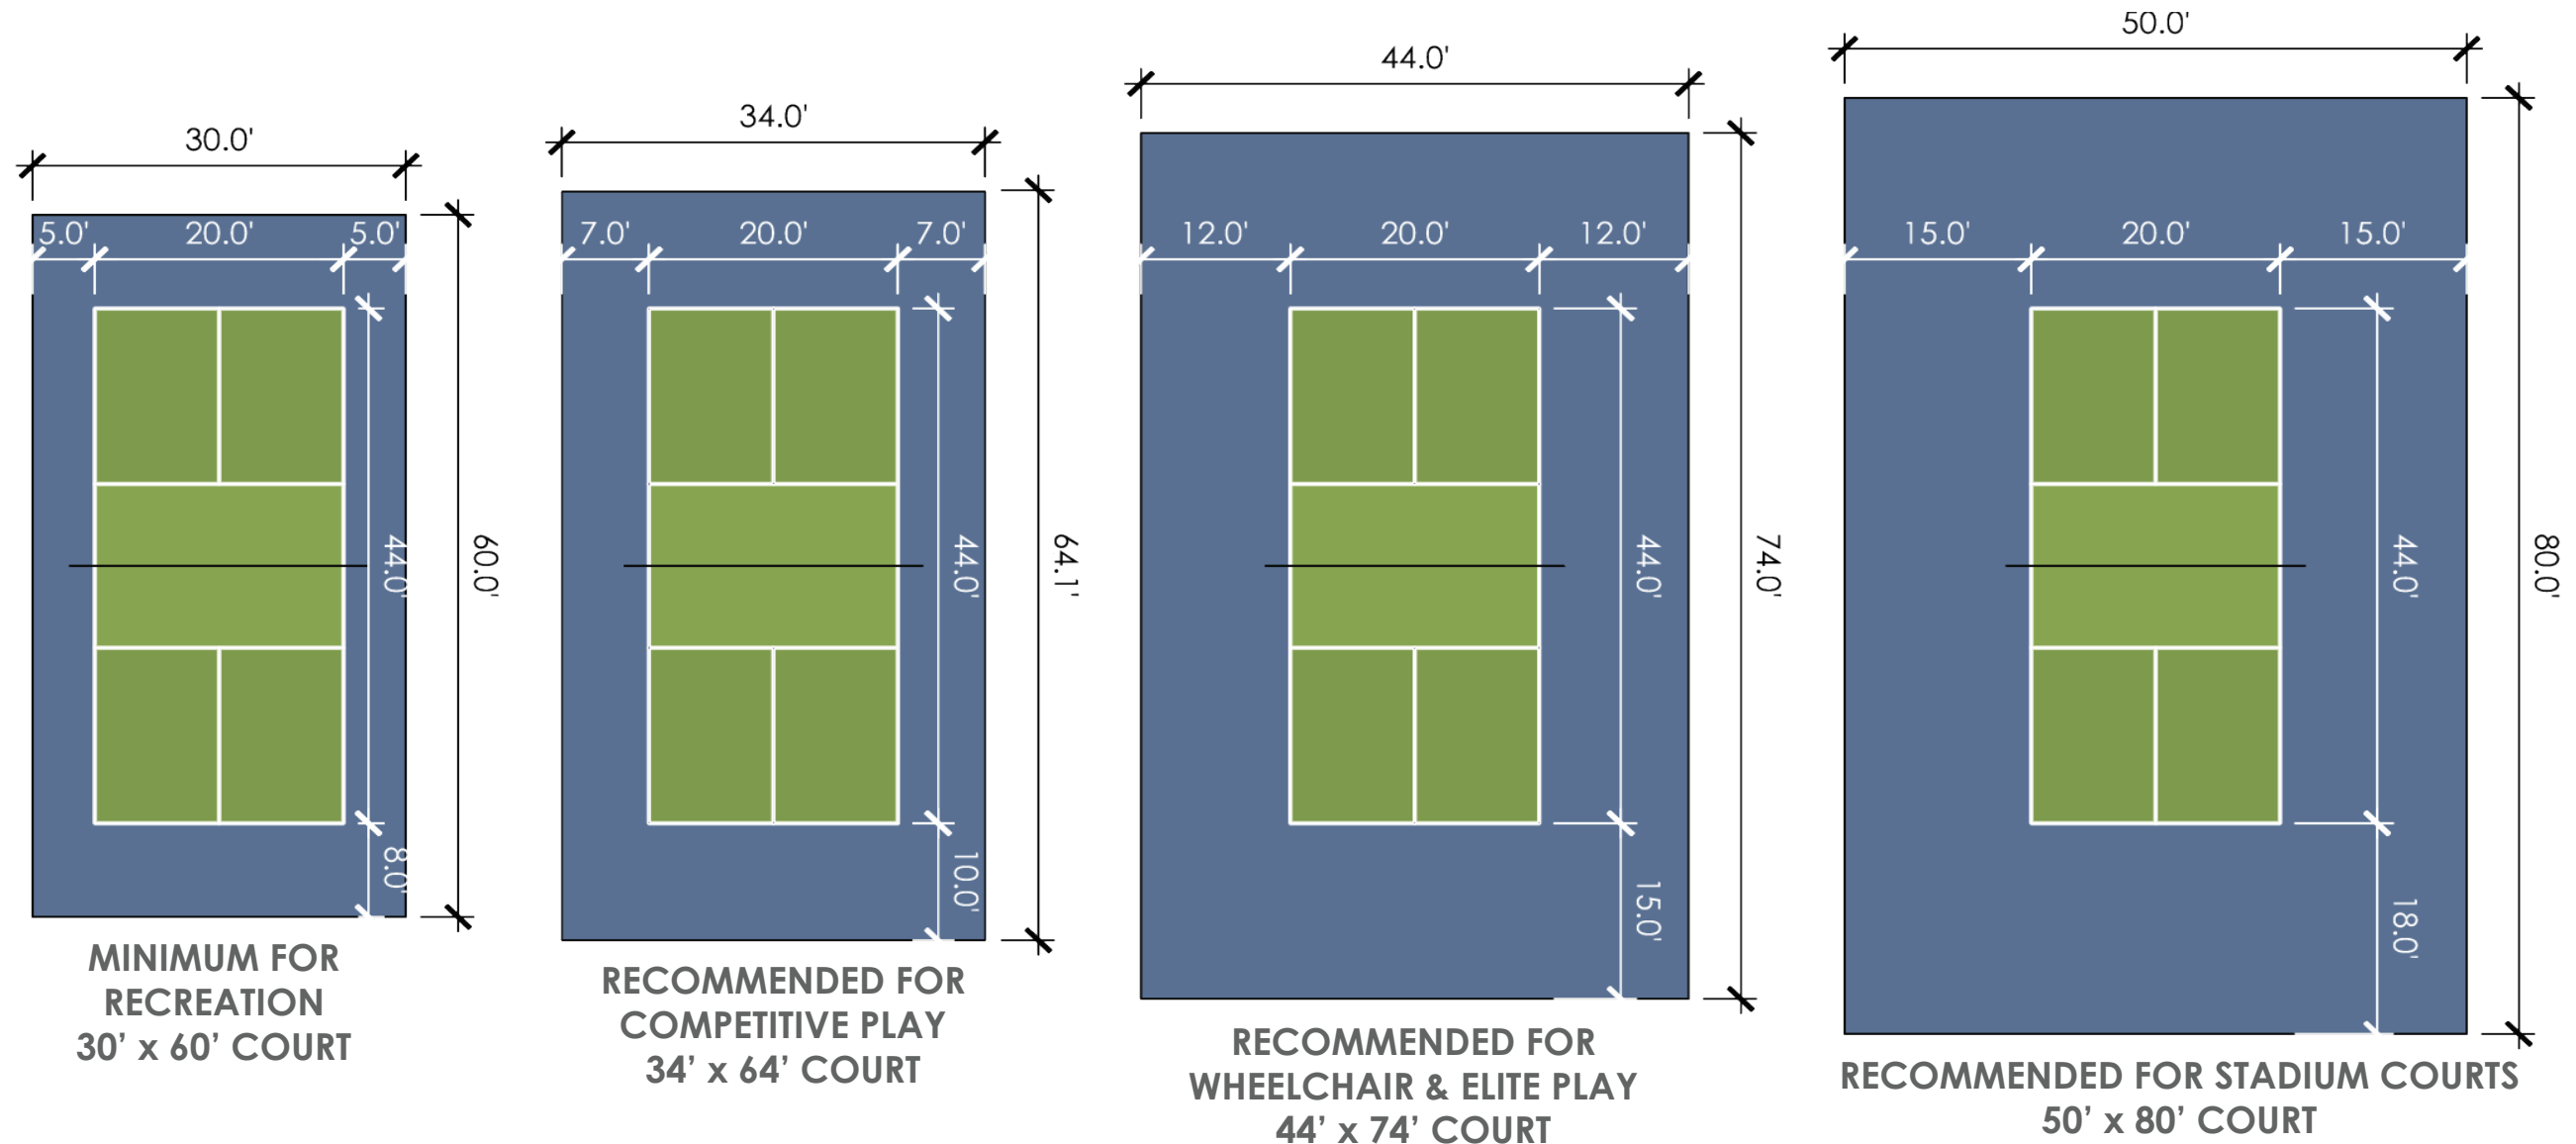 30.0'
5.0' 20.0' 5.0'
44.0'
60.0'
8.0'
MINIMUM FOR
RECREATION
30’ x 60’ COURT
34.0'
7.0' 20.0' 7.0'
44.0'
64.1'
10.0'
RECOMMENDED FOR
COMPETITIVE PLAY
34’ x 64’ COURT
44.0'
12.0' 20.0' 12.0'
44.0'
74.0'
15.0'
RECOMMENDED FOR
WHEELCHAIR & ELITE PLAY
44’ x 74’ COURT
50.0'
15.0' 20.0' 15.0'
44.0'
80.0'
18.0'
RECOMMENDED FOR STADIUM COURTS
50’ x 80’ COURT